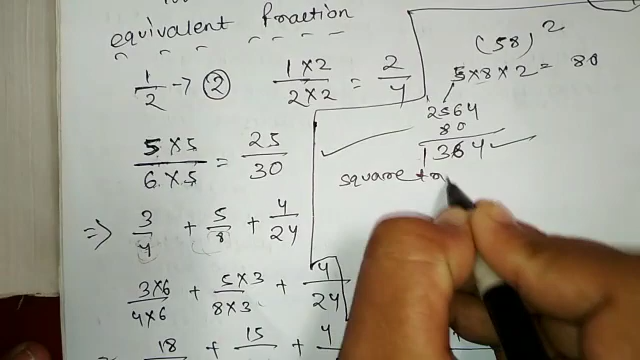 equivalent fraction
1/2 → 2
1×2/2×2 = 2/4
5×5/6×5 = 25/30
⇒ 3/4 + 5/8 + 4/24
3×6/4×6 + 5×3/8×3 + 4/24
18 + 15 + 4
(58)²
5×8×2 = 80
2564
80
1364
square